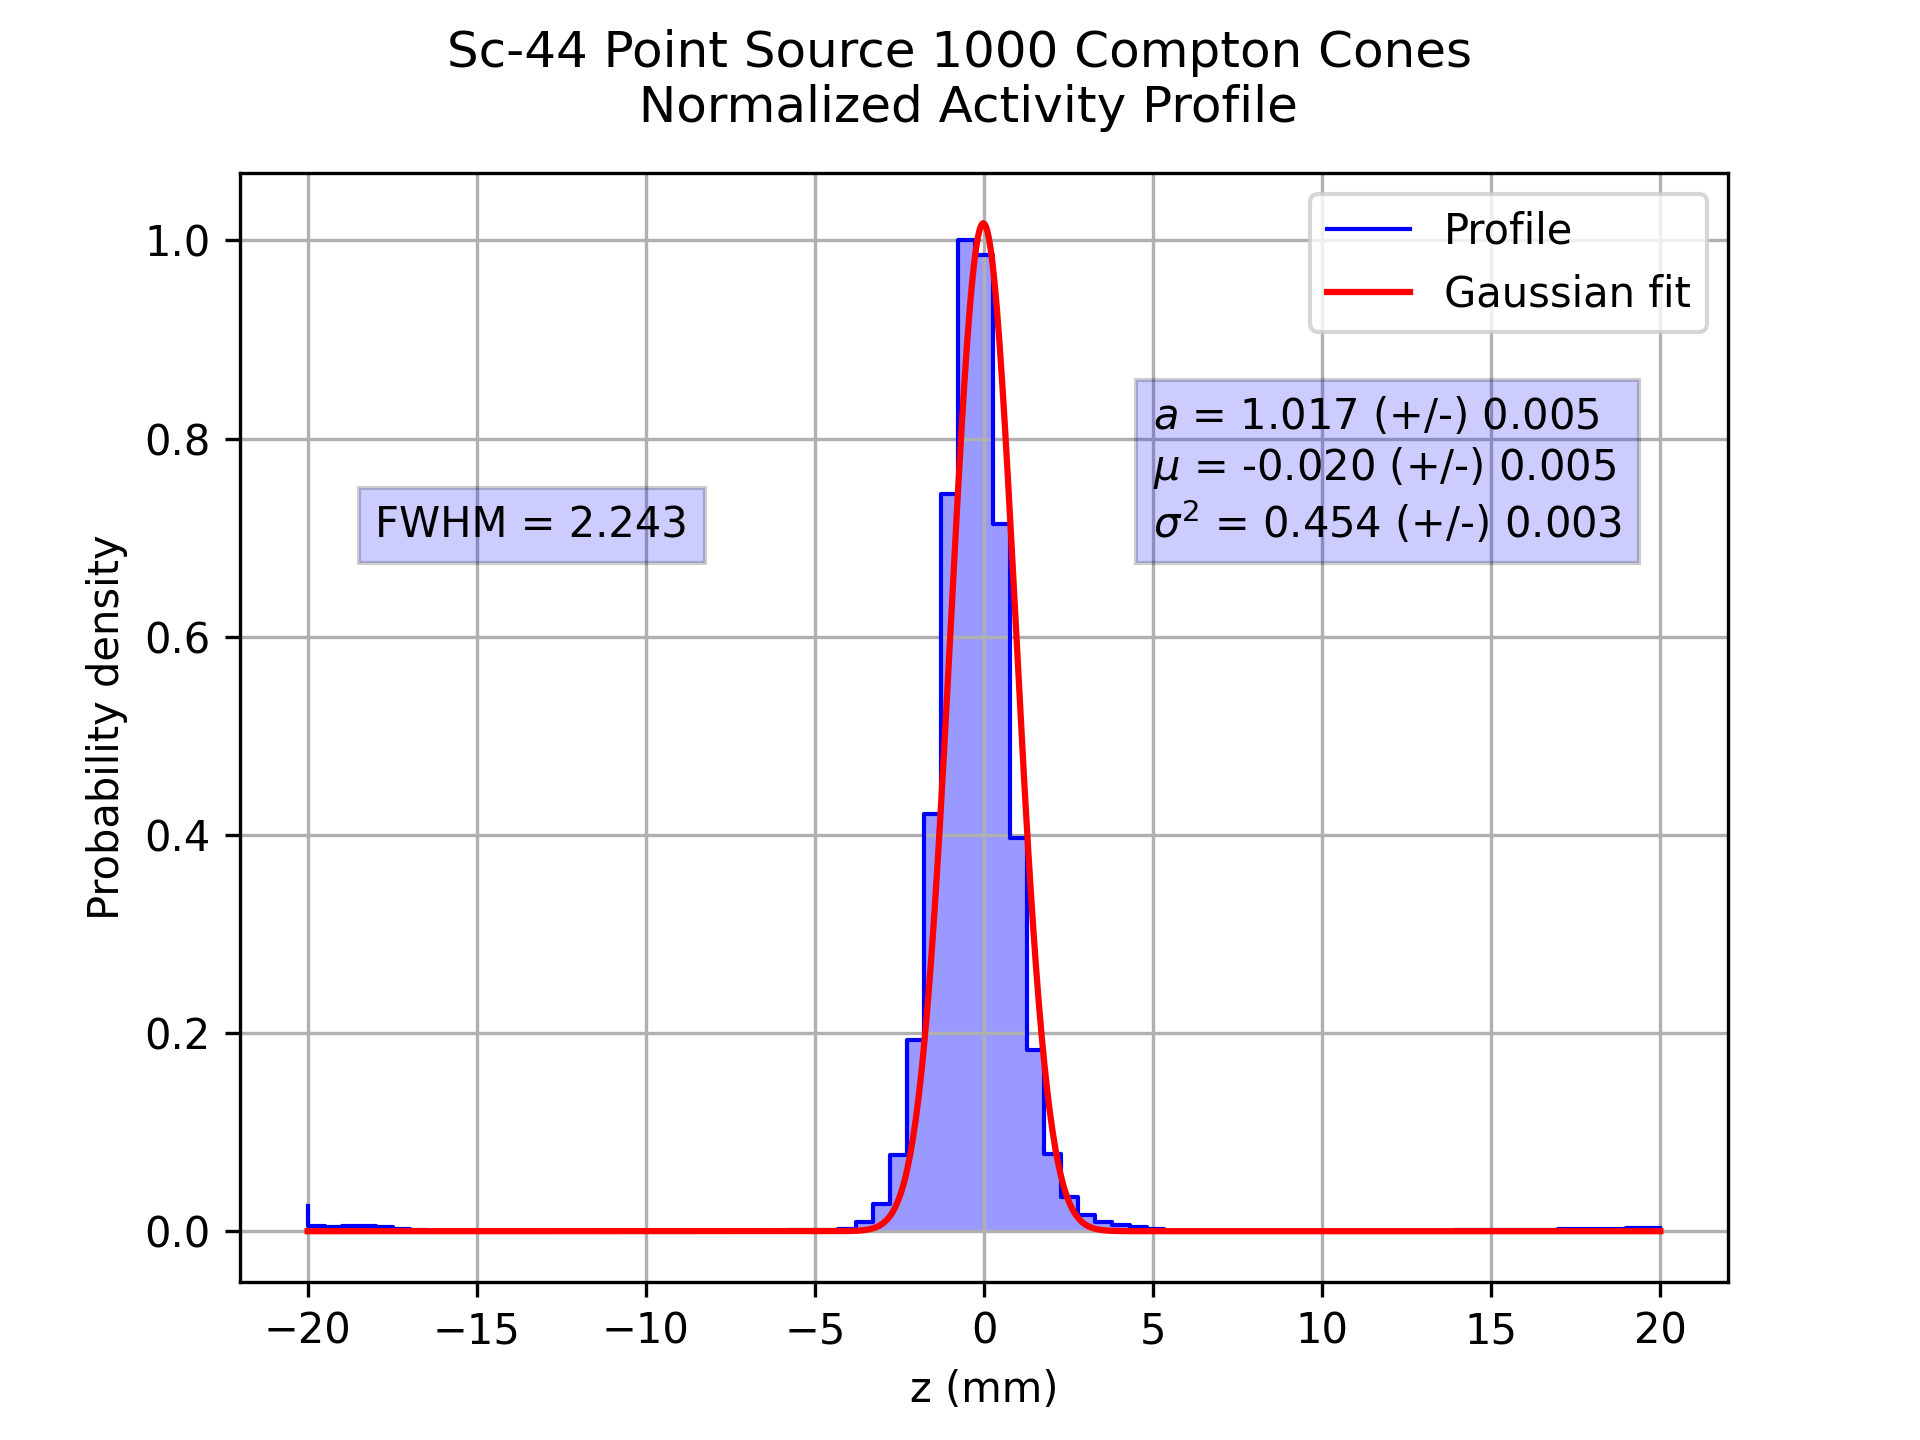 Sc-44 Point Source 1000 Compton Cones
Normalized Activity Profile
Profile
Gaussian fit
a = 1.017 (+/-) 0.005
μ = -0.020 (+/-) 0.005
σ² = 0.454 (+/-) 0.003
FWHM = 2.243
Probability density
1.0
0.8
0.6
0.4
0.2
0.0
−20 −15 −10 −5 0 5 10 15 20
z (mm)